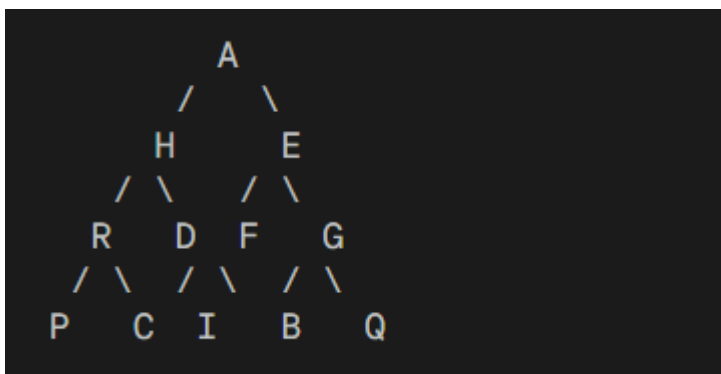 A
      /   \
     H     E
   / \   / \
  R   D F   G
 / \  / \  / \
P   C  I   B   Q